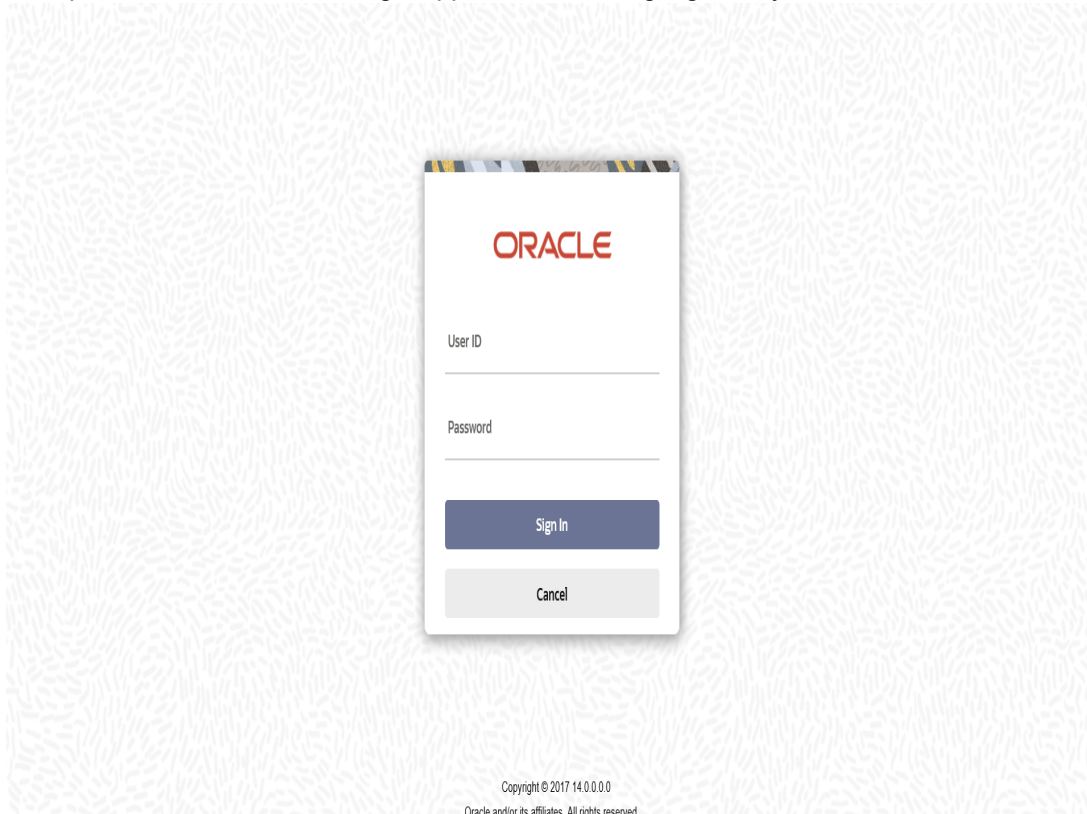 ORACLE
User ID
Password
Sign In
Cancel
Copyright © 2017 14.0.0.0.0
Oracle and/or its affiliates. All rights reserved.